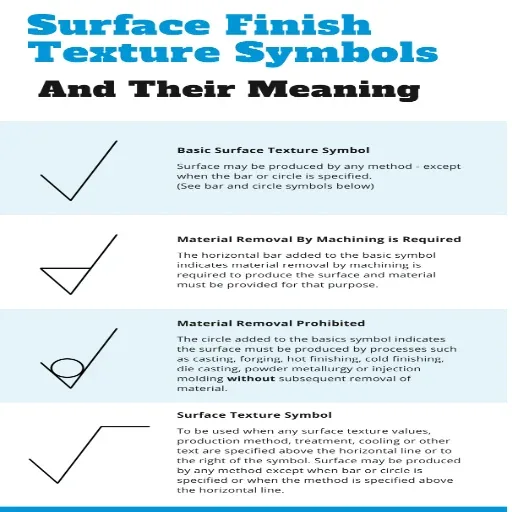 Surface Finish
Texture Symbols
And Their Meaning
Basic Surface Texture Symbol
Surface may be produced by any method - except
when the bar or circle is specified.
(See bar and circle symbols below)
Material Removal By Machining is Required
The horizontal bar added to the basic symbol
indicates material removal by machining is
required to produce the surface and material
must be provided for that purpose.
Material Removal Prohibited
The circle added to the basics symbol indicates
the surface must be produced by processes such
as casting, forging, hot finishing, cold finishing,
die casting, powder metallurgy or injection
molding without subsequent removal of
material.
Surface Texture Symbol
To be used when any surface texture values,
production method, treatment, cooling or other
text are specified above the horizontal line or to
the right of the symbol. Surface may be produced
by any method except when bar or circle is
specified or when the method is specified above
the horizontal line.